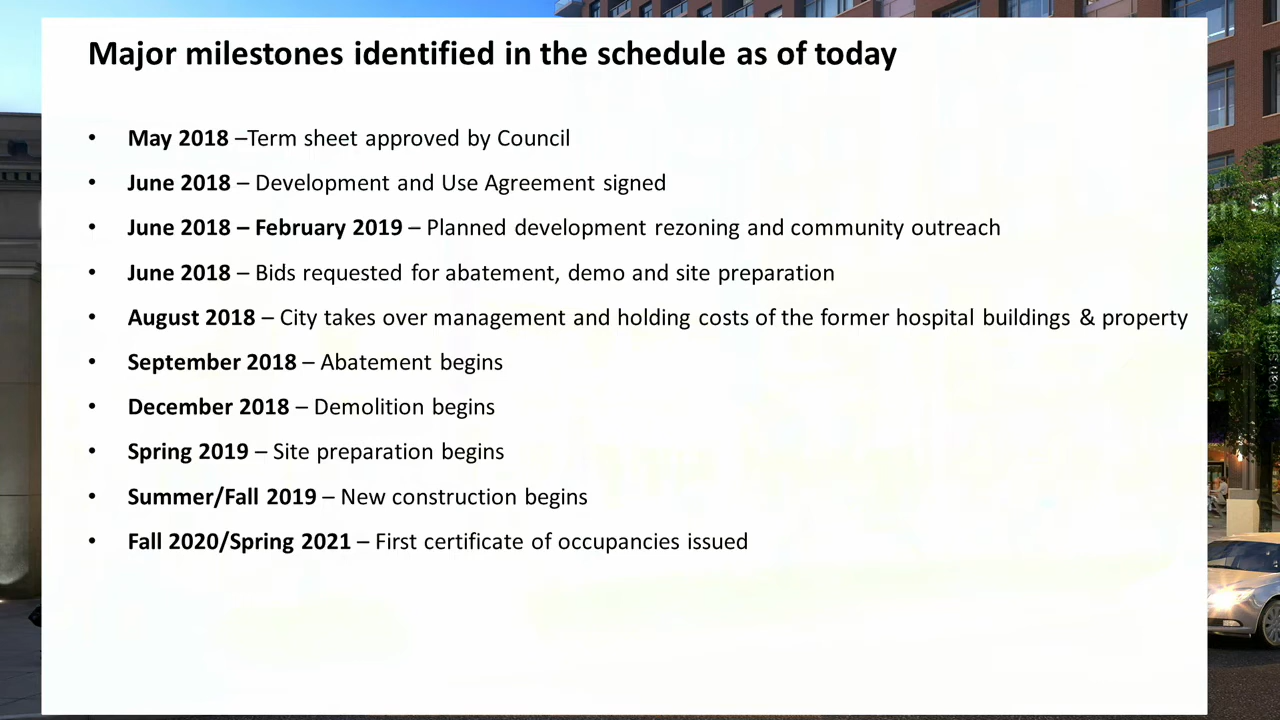 Major milestones identified in the schedule as of today
• May 2018 –Term sheet approved by Council
• June 2018 – Development and Use Agreement signed
• June 2018 – February 2019 – Planned development rezoning and community outreach
• June 2018 – Bids requested for abatement, demo and site preparation
• August 2018 – City takes over management and holding costs of the former hospital buildings & property
• September 2018 – Abatement begins
• December 2018 – Demolition begins
• Spring 2019 – Site preparation begins
• Summer/Fall 2019 – New construction begins
• Fall 2020/Spring 2021 – First certificate of occupancies issued